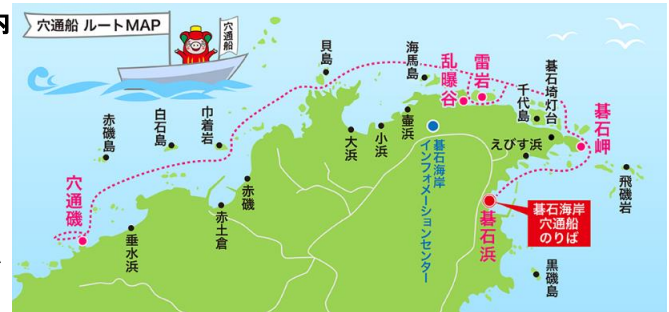 内
穴通船 ルートMAP
穴通船
貝島
海馬島
乱曝谷
雷岩
碁石埼灯台
千代島
碁石岬
赤磯島
白石島
巾着岩
大浜
小浜
蛸浜
碁石海岸
インフォメーションセンター
えびす浜
飛磯岩
穴通磯
垂水浜
赤土倉
赤磯
碁石浜
碁石海岸
穴通船
のりば
黒磯島